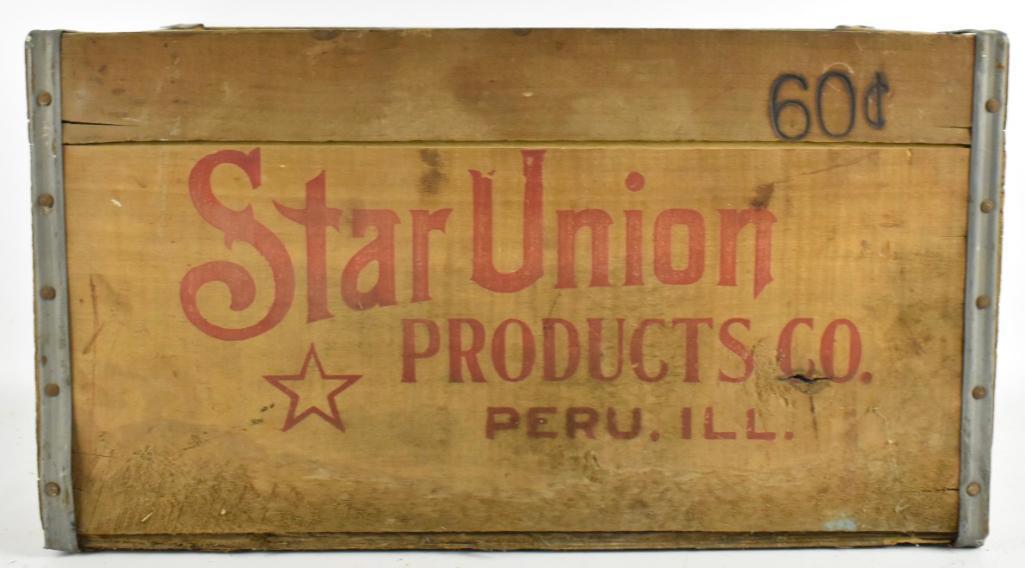 60¢
Star Union
PRODUCTS CO.
PERU, ILL.